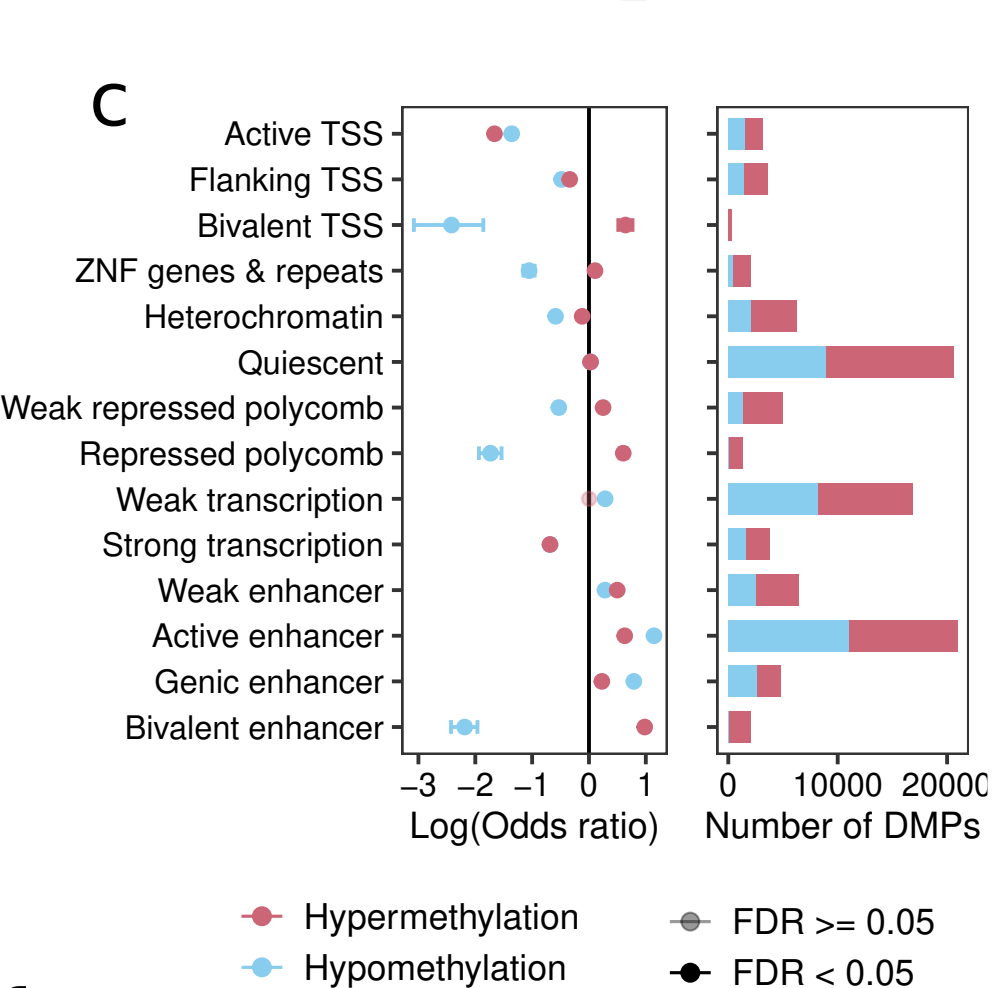 C
Active TSS
Flanking TSS
Bivalent TSS
ZNF genes & repeats
Heterochromatin
Quiescent
Weak repressed polycomb
Repressed polycomb
Weak transcription
Strong transcription
Weak enhancer
Active enhancer
Genic enhancer
Bivalent enhancer
−3 −2 −1 0 1
0 10000 20000
Log(Odds ratio)
Number of DMPs
Hypermethylation
Hypomethylation
FDR >= 0.05
FDR < 0.05